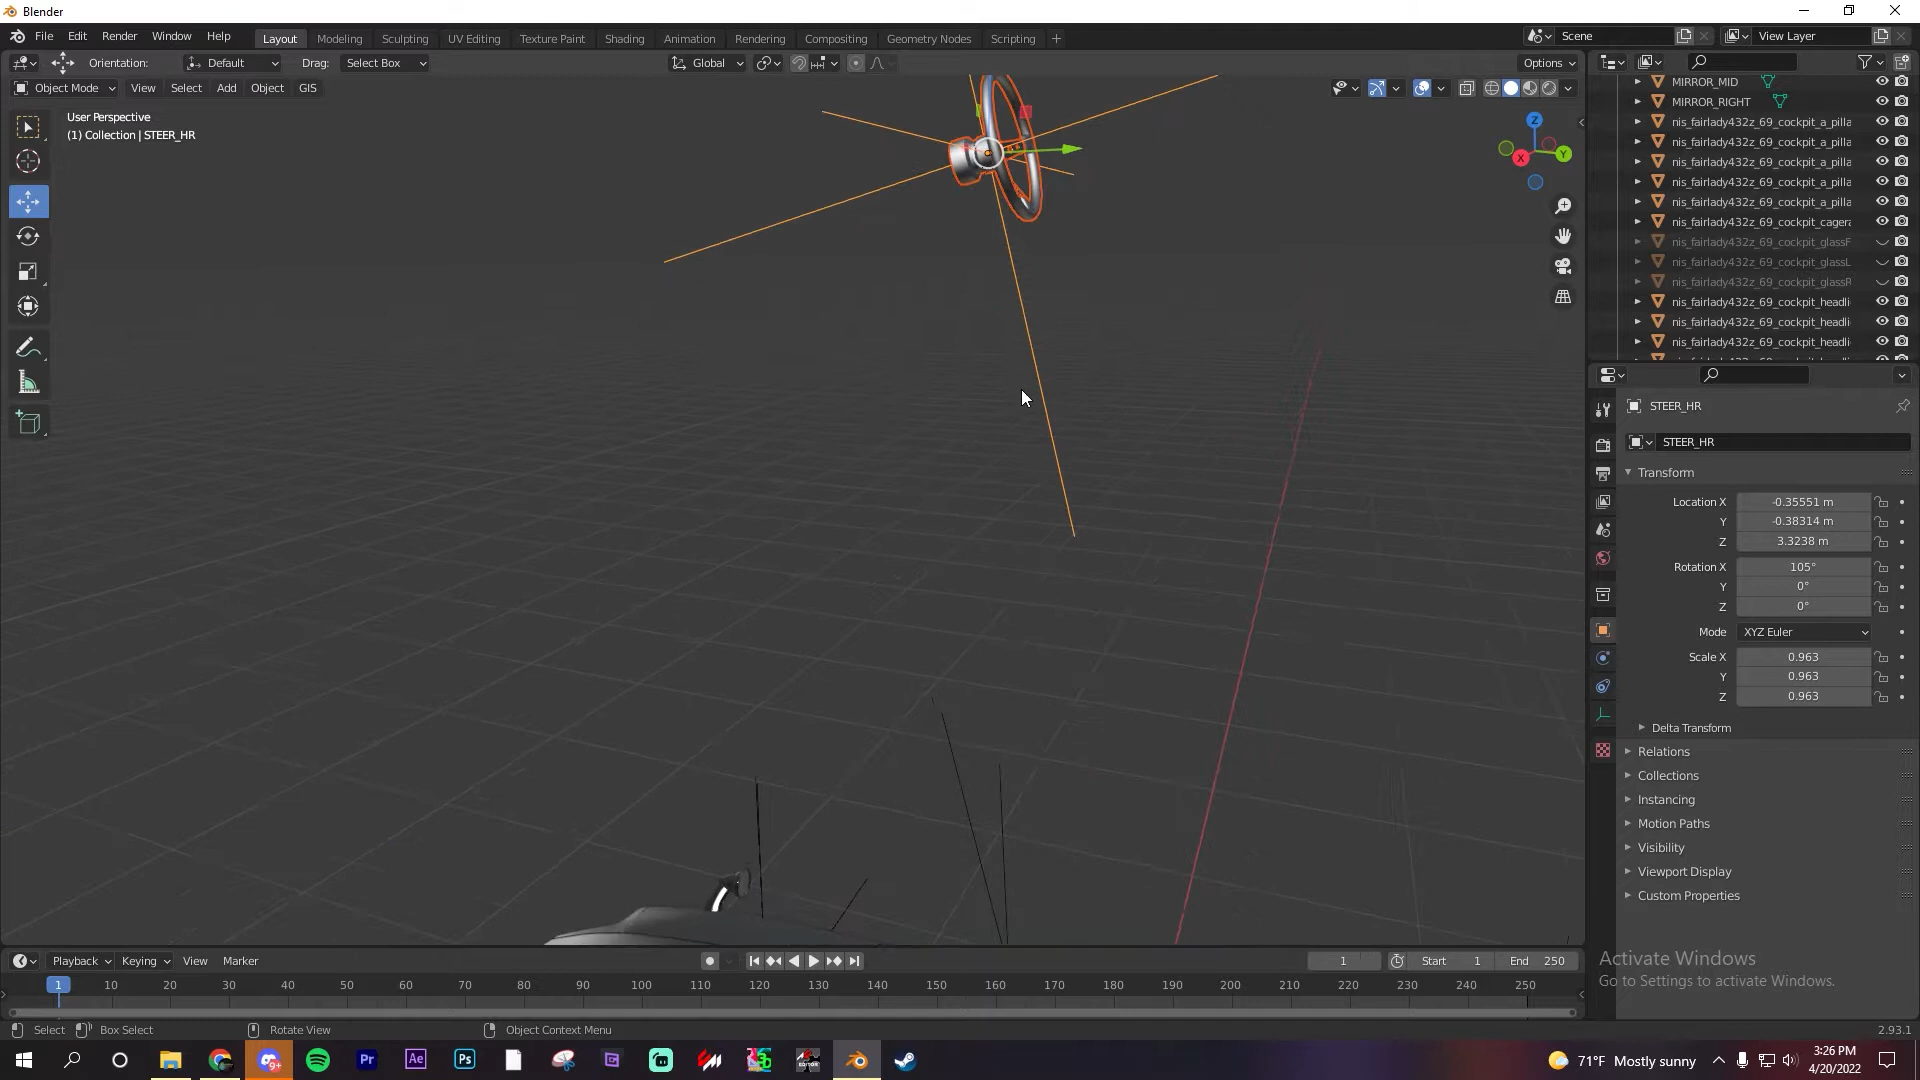 Blender
File Edit Render Window Help
Layout Modeling Sculpting UV Editing Texture Paint Shading Animation Rendering Compositing Geometry Nodes Scripting
Scene View Layer
Orientation: Default Drag: Select Box Global Options
Object Mode View Select Add Object GIS
User Perspective
(1) Collection | STEER_HR
Z
X Y
MIRROR_MID
MIRROR_RIGHT
nis_fairlady432z_69_cockpit_a_pilla
nis_fairlady432z_69_cockpit_a_pilla
nis_fairlady432z_69_cockpit_a_pilla
nis_fairlady432z_69_cockpit_a_pilla
nis_fairlady432z_69_cockpit_a_pilla
nis_fairlady432z_69_cockpit_cagera
nis_fairlady432z_69_cockpit_glassF
nis_fairlady432z_69_cockpit_glassL
nis_fairlady432z_69_cockpit_glassR
nis_fairlady432z_69_cockpit_headli
nis_fairlady432z_69_cockpit_headli
nis_fairlady432z_69_cockpit_headli
STEER_HR
STEER_HR
Transform
Location X -0.35551 m
Y -0.38314 m
Z 3.3238 m
Rotation X 105°
Y 0°
Z 0°
Mode XYZ Euler
Scale X 0.963
Y 0.963
Z 0.963
Delta Transform
Relations
Collections
Instancing
Motion Paths
Visibility
Viewport Display
Custom Properties
Activate Windows
Go to Settings to activate Windows.
Playback Keying View Marker 1 Start 1 End 250
1 10 20 30 40 50 60 70 80 90 100 110 120 130 140 150 160 170 180 190 200 210 220 230 240 250
Select Box Select Rotate View Object Context Menu 2.93.1
9+ Pr Ae Ps EDITOR 71°F Mostly sunny 3:26 PM
4/20/2022